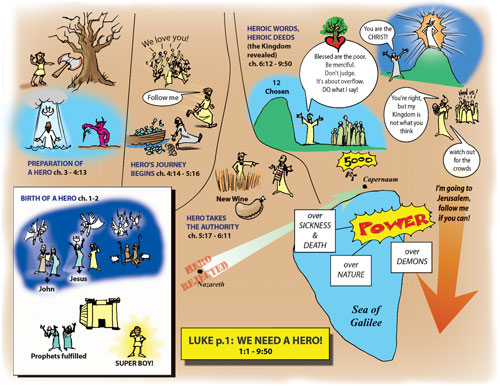 We love you!
Follow me
PREPARATION OF
A HERO ch. 3 - 4:13
HERO'S JOURNEY
BEGINS ch. 4:14 - 5:16
HEROIC WORDS,
HEROIC DEEDS
(the Kingdom
revealed)
ch. 6:12 - 9:50
12
Chosen
Blessed are the poor.
Be merciful.
Don't judge.
It's about overflow.
DO what I say!
You are the
CHRIST!
You're right,
but my
Kingdom is
not what you
think
watch out
for the
crowds
I'm going to
Jerusalem,
follow me
if you can!
5000
Capernaum
New Wine
HERO TAKES
THE AUTHORITY
ch. 5:17 - 6:11
HERO
REJECTED
Nazareth
over
SICKNESS
&
DEATH
POWER
over
NATURE
over
DEMONS
Sea of
Galilee
BIRTH OF A HERO ch. 1-2
John
Jesus
Prophets fulfilled
SUPER BOY!
LUKE p.1: WE NEED A HERO!
1:1 - 9:50